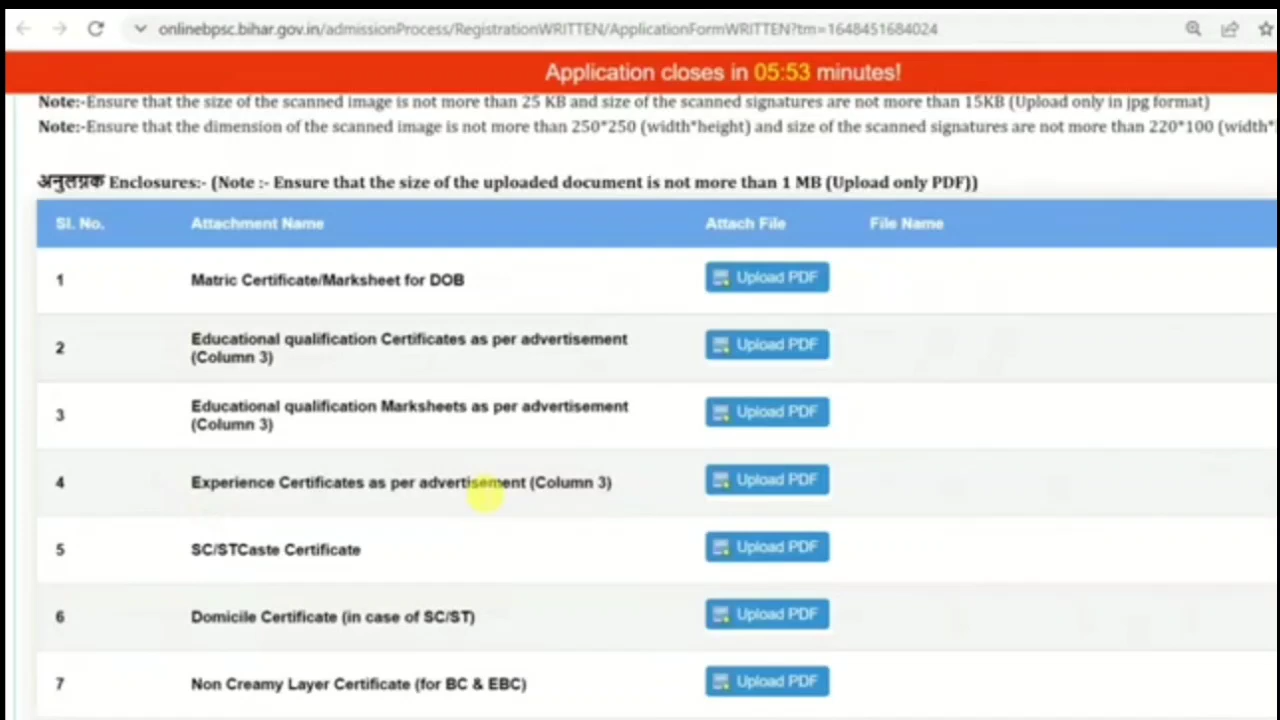 onlinebpsc.bihar.gov.in/admissionProcess/RegistrationWRITTEN/ApplicationFormWRITTEN?tm=1648451684024
Application closes in 05:53 minutes!
Note:-Ensure that the size of the scanned image is not more than 25 KB and size of the scanned signatures are not more than 15KB (Upload only in jpg format)
Note:-Ensure that the dimension of the scanned image is not more than 250*250 (width*height) and size of the scanned signatures are not more than 220*100 (width*
अनुलग्नक Enclosures:- (Note :- Ensure that the size of the uploaded document is not more than 1 MB (Upload only PDF))
Sl. No. Attachment Name Attach File File Name
1 Matric Certificate/Marksheet for DOB Upload PDF
2 Educational qualification Certificates as per advertisement
(Column 3) Upload PDF
3 Educational qualification Marksheets as per advertisement
(Column 3) Upload PDF
4 Experience Certificates as per advertisement (Column 3) Upload PDF
5 SC/STCaste Certificate Upload PDF
6 Domicile Certificate (in case of SC/ST) Upload PDF
7 Non Creamy Layer Certificate (for BC & EBC) Upload PDF